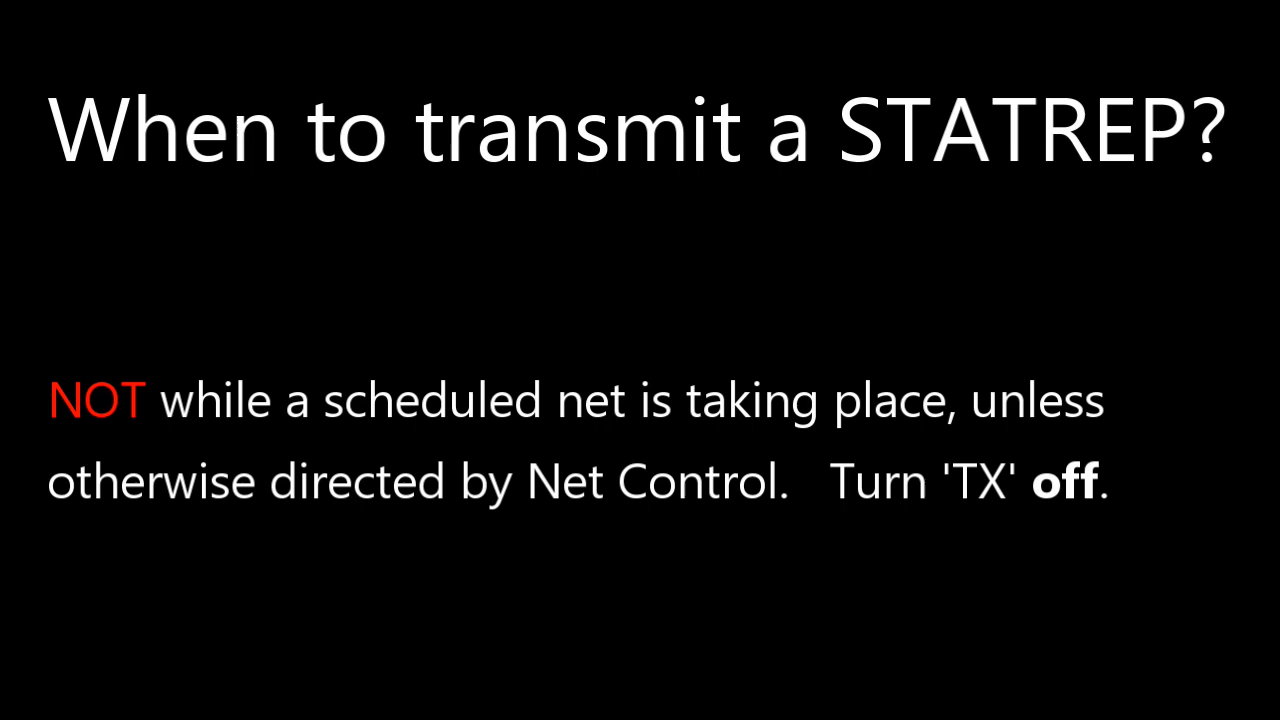 When to transmit a STATREP?
NOT while a scheduled net is taking place, unless
otherwise directed by Net Control.   Turn 'TX' off.